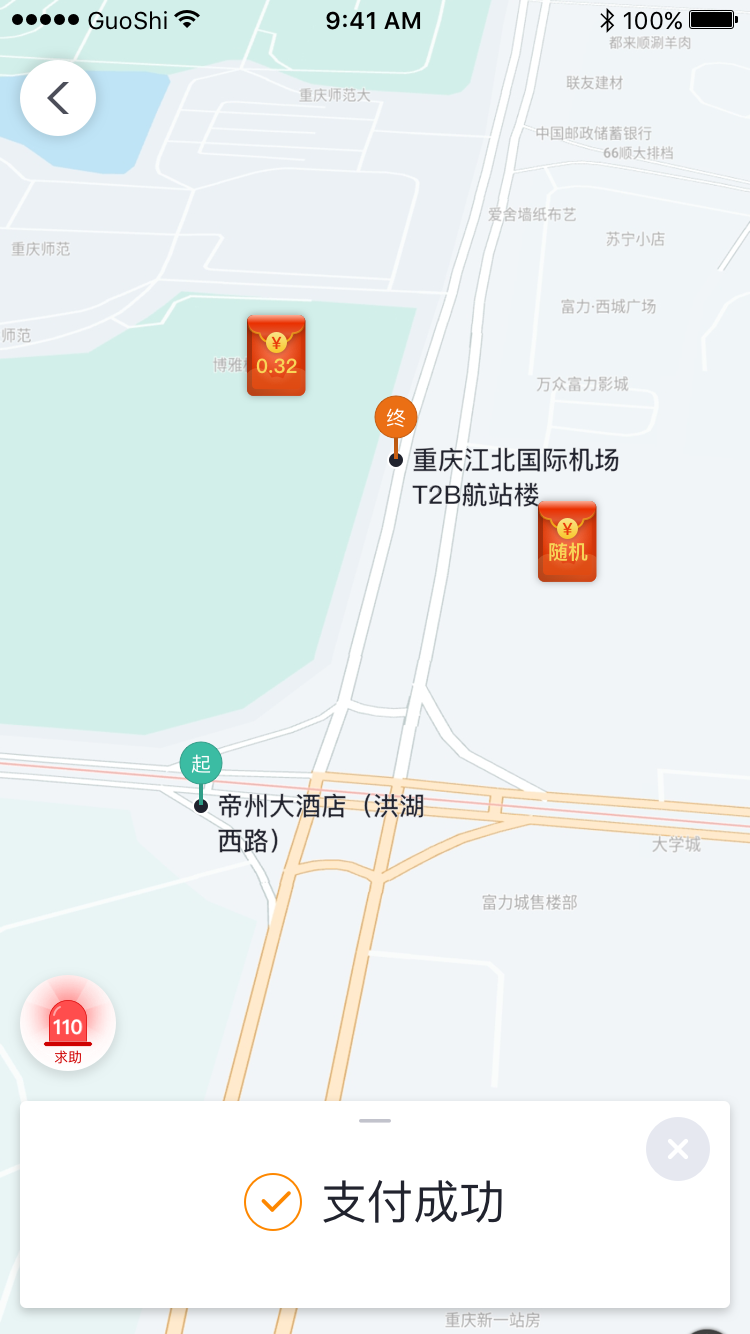 GuoShi 9:41 AM 100%
都来顺涮羊肉
联友建材
重庆师范大
中国邮政储蓄银行
66顺大排档
爱舍墙纸布艺
苏宁小店
重庆师范
富力·西城广场
师范
¥
0.32
博雅
万众富力影城
终
重庆江北国际机场
T2B航站楼
¥
随机
起
帝州大酒店（洪湖
西路）
大学城
富力城售楼部
110
求助
支付成功
重庆新一站房